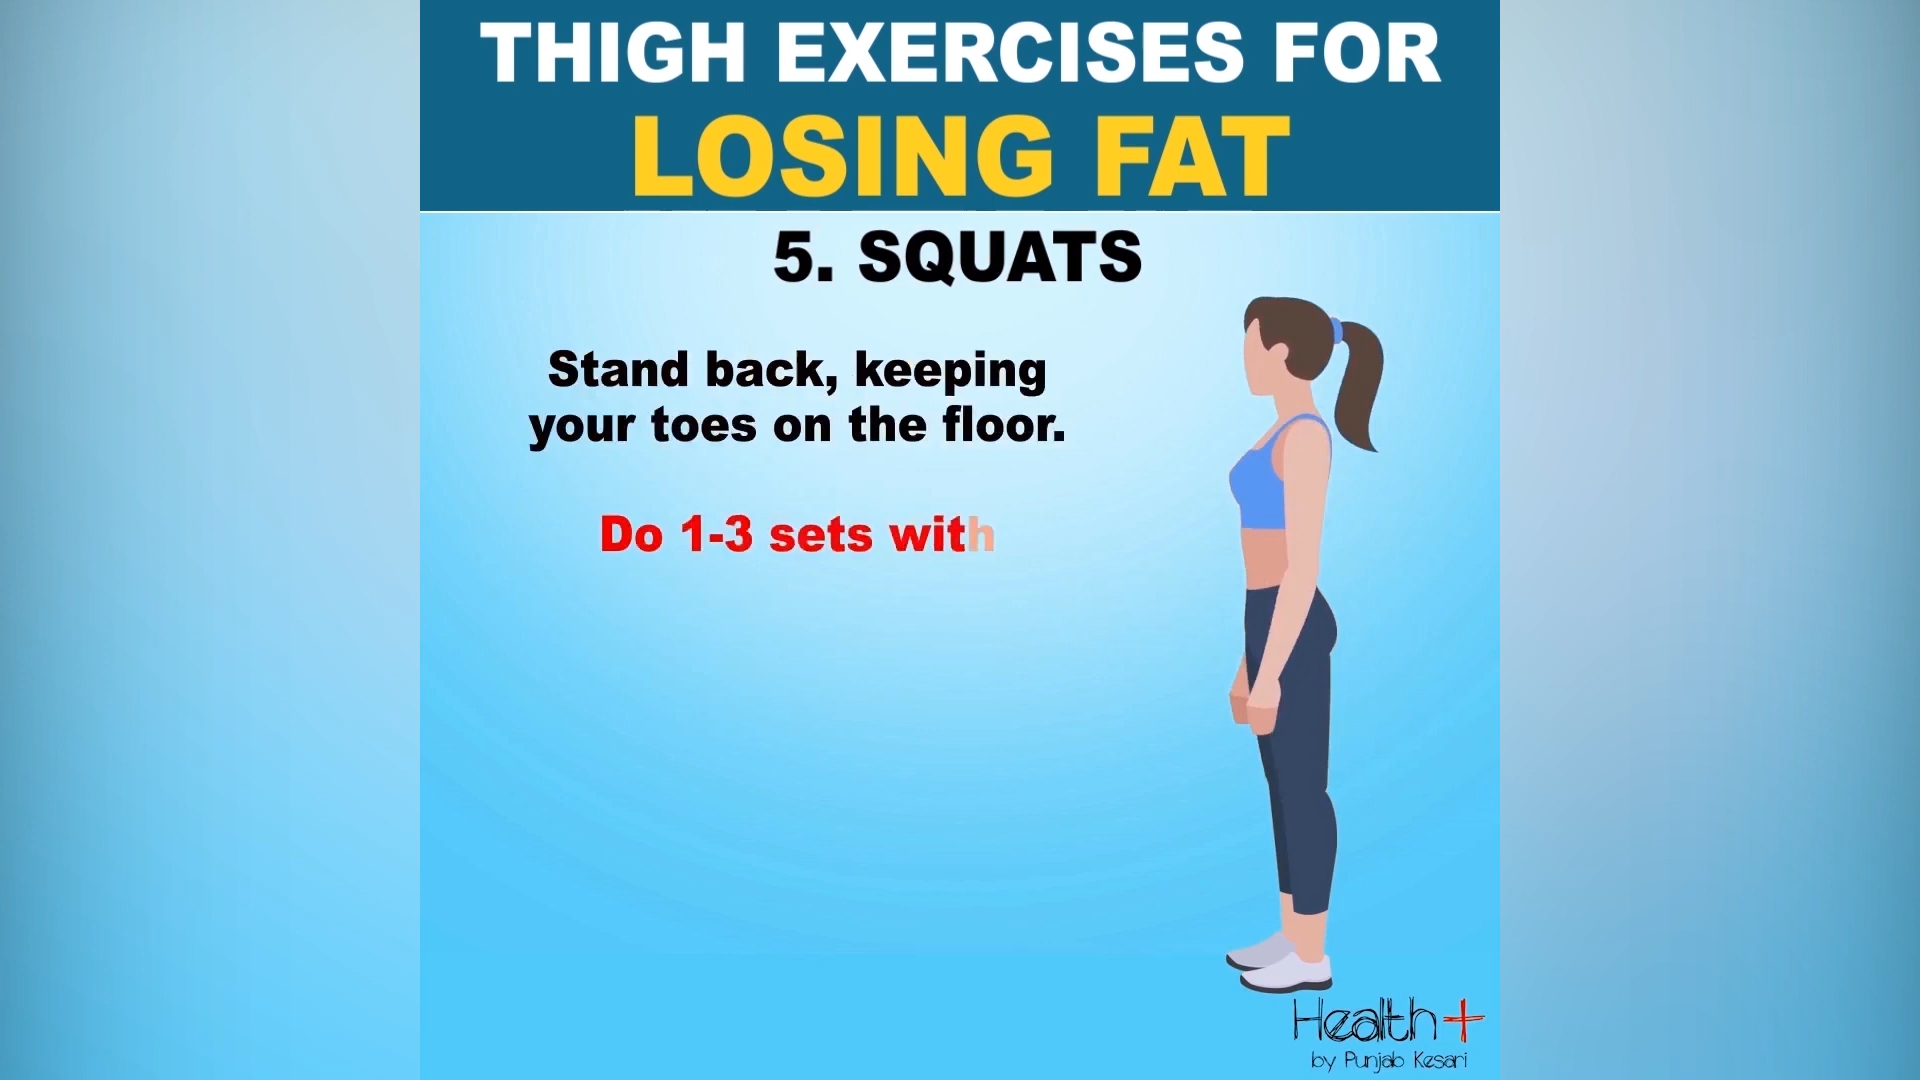 THIGH EXERCISES FOR
LOSING FAT
5. SQUATS
Stand back, keeping
your toes on the floor.
Do 1-3 sets with
Health+
by Punjab Kesari